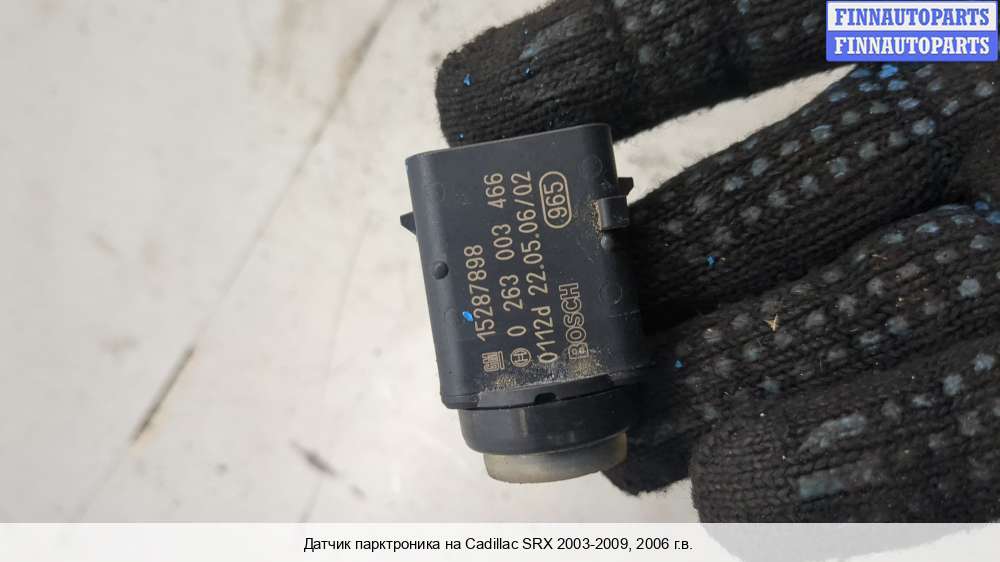 FINNAUTOPARTS
FINNAUTOPARTS
GM 15287898
0 263 003 466
0112d 22.05.06/02
BOSCH 965
Датчик парктроника на Cadillac SRX 2003-2009, 2006 г.в.